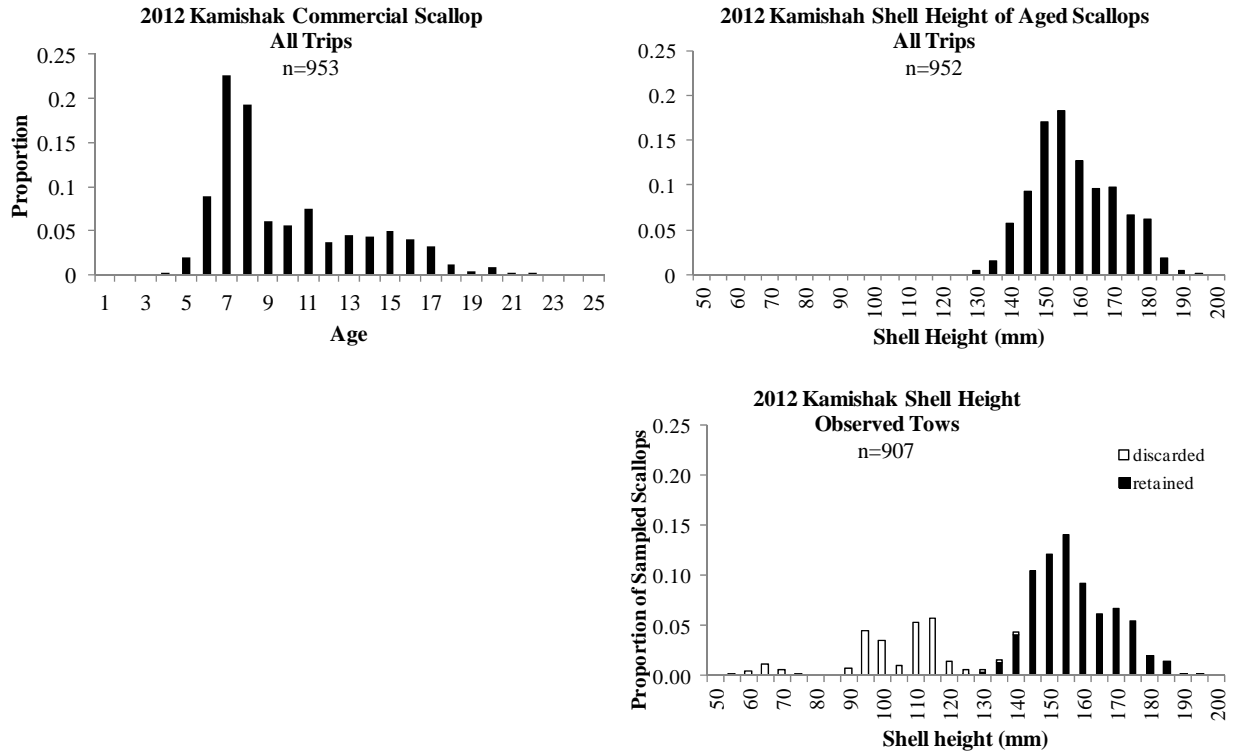 2012 Kamishak Commercial Scallop
All Trips
n=953
0.25
0.2
0.15
0.1
0.05
0
Proportion
1 3 5 7 9 11 13 15 17 19 21 23 25
Age
2012 Kamishah Shell Height of Aged Scallops
All Trips
n=952
0.25
0.2
0.15
0.1
0.05
0
50 60 70 80 90 100 110 120 130 140 150 160 170 180 190 200
Shell Height (mm)
2012 Kamishak Shell Height
Observed Tows
n=907
discarded
retained
0.25
0.20
0.15
0.10
0.05
0.00
Proportion of Sampled Scallops
50 60 70 80 90 100 110 120 130 140 150 160 170 180 190 200
Shell height (mm)